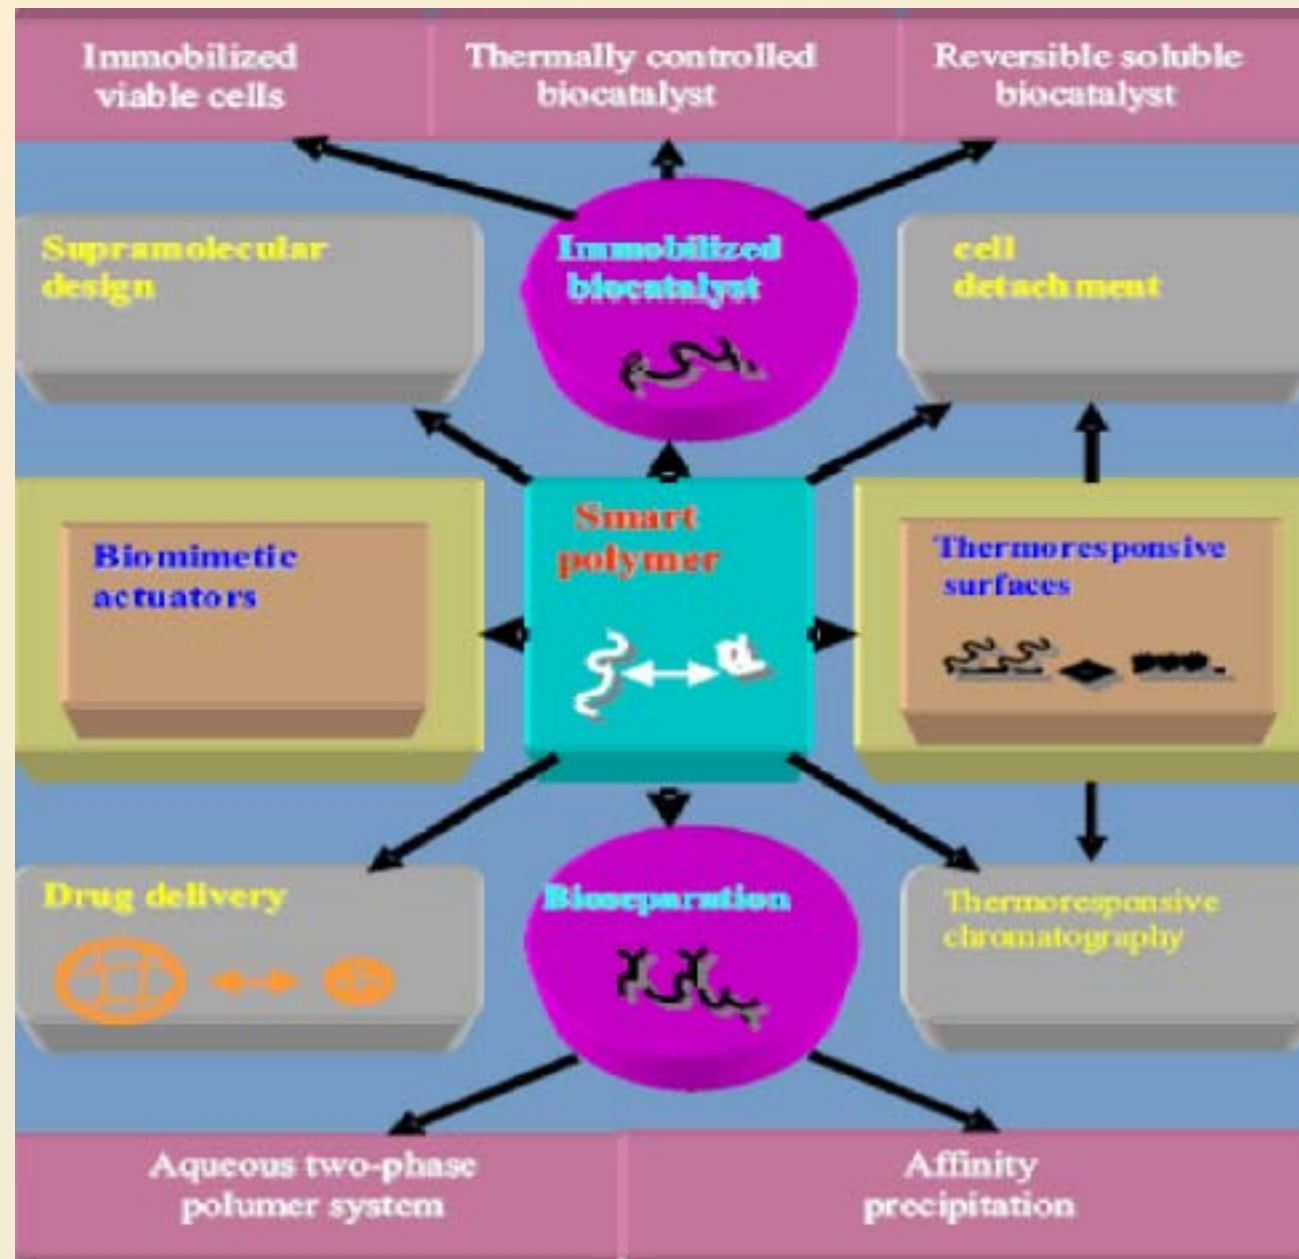 Immobilized
viable cells
Thermally controlled
biocatalyst
Reversible soluble
biocatalyst
Supramolecular
design
Immobilized
biocatalyst
cell
detachment
Biomimetic
actuators
Smart
polymer
Thermoresponsive
surfaces
Drug delivery
Bioseparation
Thermoresponsive
chromatography
Aqueous two-phase
polumer system
Affinity
precipitation